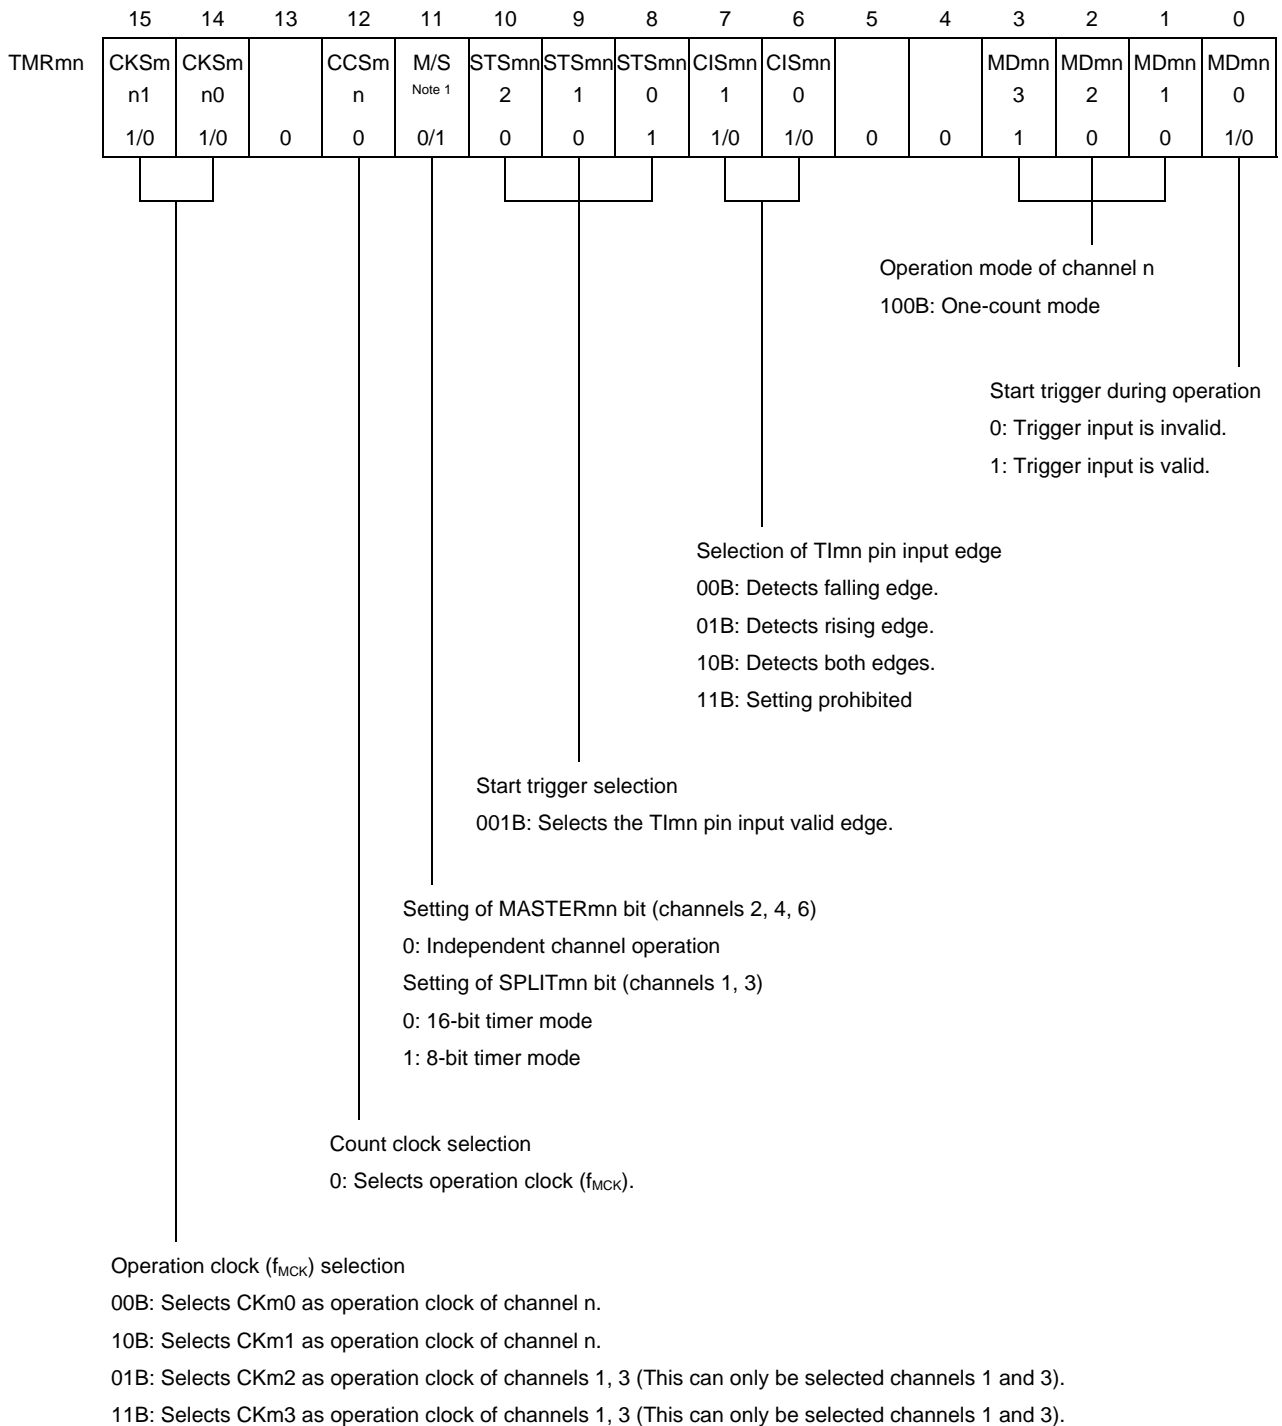 15 14 13 12 11 10 9 8 7 6 5 4 3 2 1 0
TMRmn CKSm CKSm CCSm M/S STSmn STSmn STSmn CISmn CISmn MDmn MDmn MDmn MDmn
n1 n0 n Note 1 2 1 0 1 0 3 2 1 0
1/0 1/0 0 0 0/1 0 0 1 1/0 1/0 0 0 1 0 0 1/0
Operation mode of channel n
100B: One-count mode
Start trigger during operation
0: Trigger input is invalid.
1: Trigger input is valid.
Selection of TImn pin input edge
00B: Detects falling edge.
01B: Detects rising edge.
10B: Detects both edges.
11B: Setting prohibited
Start trigger selection
001B: Selects the TImn pin input valid edge.
Setting of MASTERmn bit (channels 2, 4, 6)
0: Independent channel operation
Setting of SPLITmn bit (channels 1, 3)
0: 16-bit timer mode
1: 8-bit timer mode
Count clock selection
0: Selects operation clock (fMCK).
Operation clock (fMCK) selection
00B: Selects CKm0 as operation clock of channel n.
10B: Selects CKm1 as operation clock of channel n.
01B: Selects CKm2 as operation clock of channels 1, 3 (This can only be selected channels 1 and 3).
11B: Selects CKm3 as operation clock of channels 1, 3 (This can only be selected channels 1 and 3).